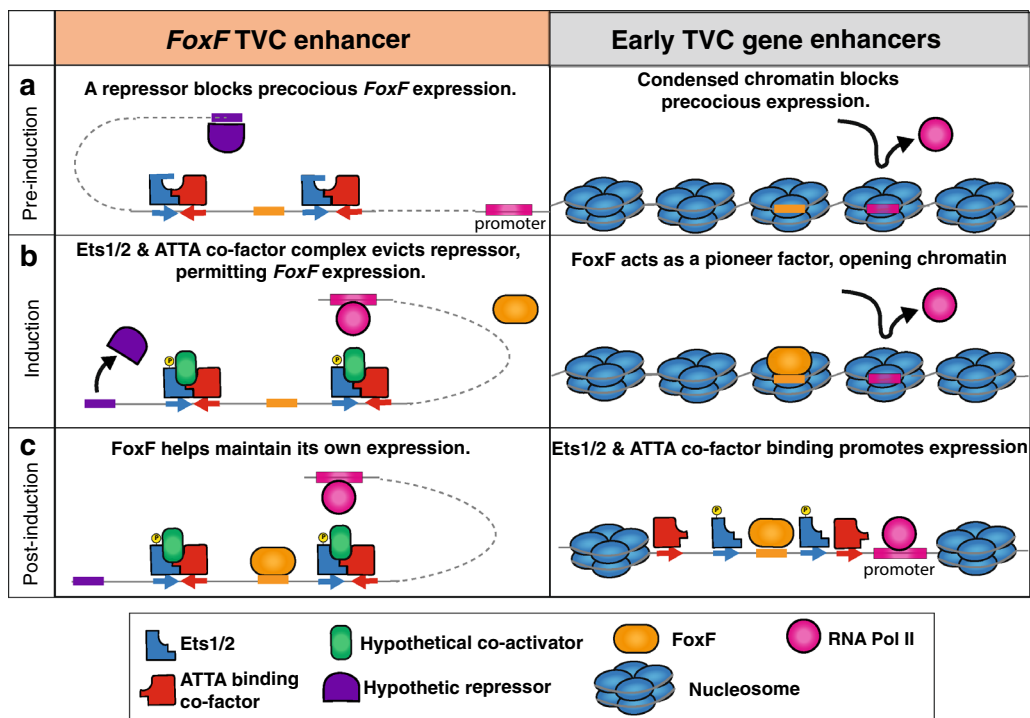 FoxF TVC enhancer
Early TVC gene enhancers
a
Pre-induction
A repressor blocks precocious FoxF expression.
promoter
Condensed chromatin blocks
precocious expression.
b
Induction
Ets1/2 & ATTA co-factor complex evicts repressor,
permitting FoxF expression.
P
P
FoxF acts as a pioneer factor, opening chromatin
c
Post-induction
FoxF helps maintain its own expression.
P
P
Ets1/2 & ATTA co-factor binding promotes expression
P
P
promoter
Ets1/2
Hypothetical co-activator
FoxF
RNA Pol II
ATTA binding
co-factor
Hypothetic repressor
Nucleosome